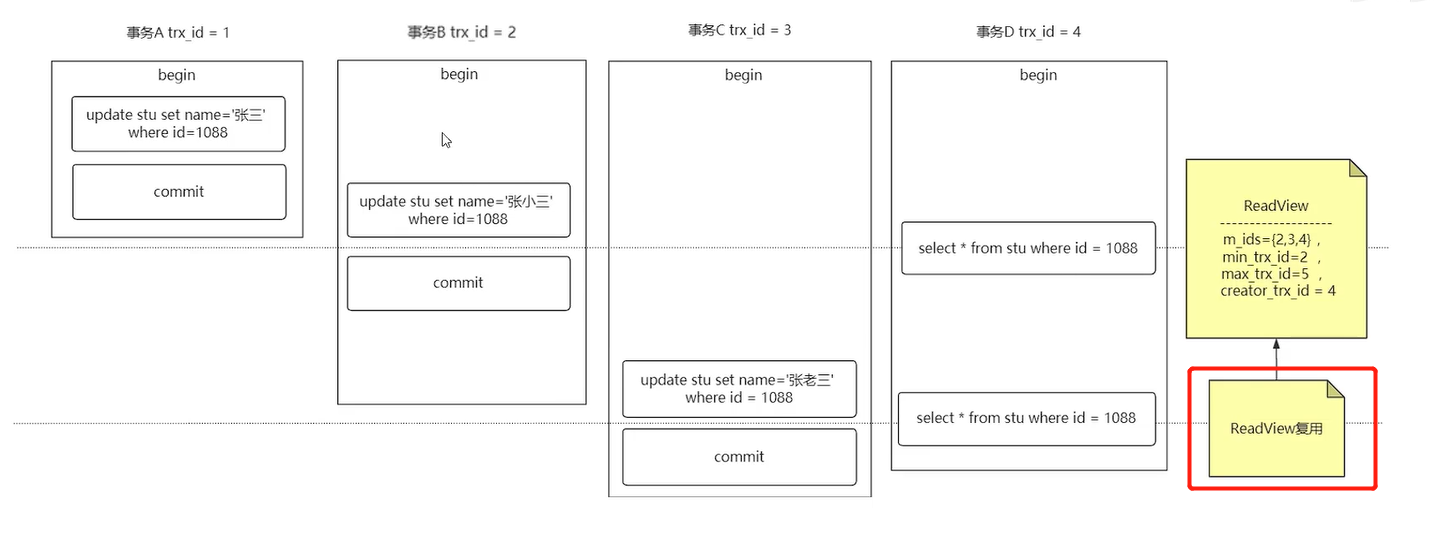 事务A trx_id = 1
begin
update stu set name='张三'
where id=1088
commit
事务B trx_id = 2
begin
update stu set name='张小三'
where id=1088
commit
事务C trx_id = 3
begin
update stu set name='张老三'
where id = 1088
commit
事务D trx_id = 4
begin
select * from stu where id = 1088
select * from stu where id = 1088
ReadView
-------------------
m_ids={2,3,4} ,
min_trx_id=2 ,
max_trx_id=5 ,
creator_trx_id = 4
ReadView复用